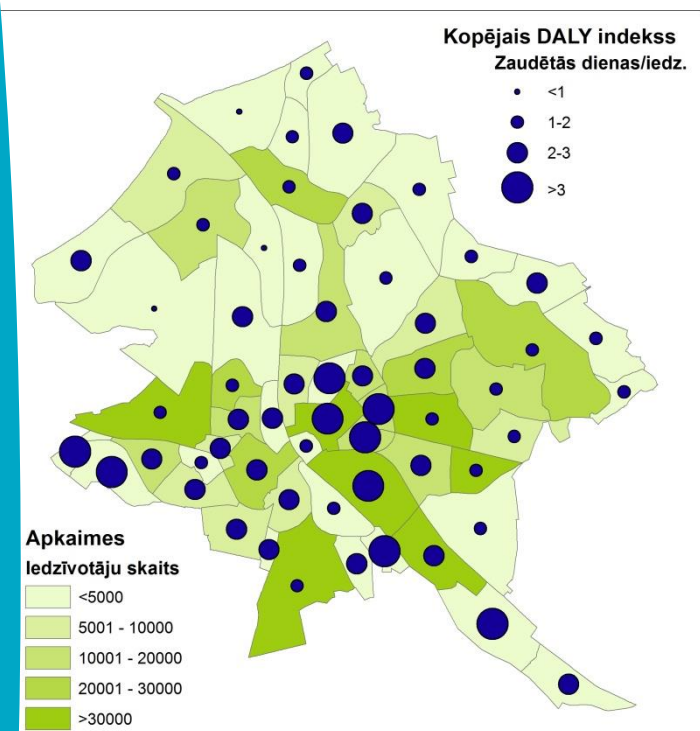 Kopējais DALY indekss
Zaudētās dienas/iedz.
<1
1-2
2-3
>3
Apkaimes
Iedzīvotāju skaits
<5000
5001 - 10000
10001 - 20000
20001 - 30000
>30000